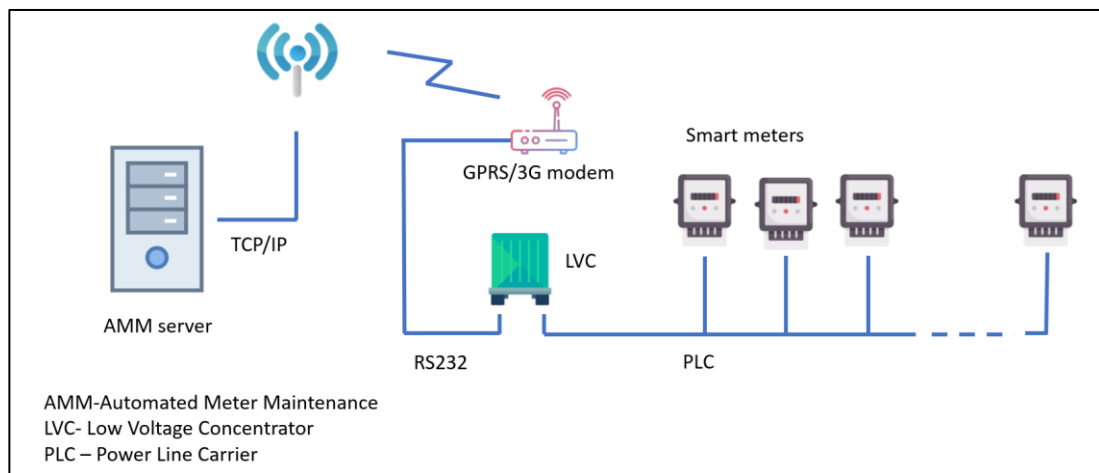 Smart meters
GPRS/3G modem
TCP/IP
LVC
AMM server
RS232
PLC
AMM-Automated Meter Maintenance
LVC- Low Voltage Concentrator
PLC – Power Line Carrier